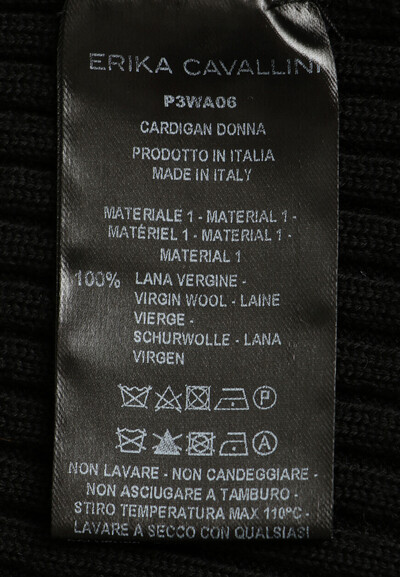 ERIKA CAVALLINI
P3WA06
CARDIGAN DONNA
PRODOTTO IN ITALIA
MADE IN ITALY
MATERIALE 1 - MATERIAL 1 -
MATÉRIEL 1 - MATERIAL 1 -
MATERIAL 1
100% LANA VERGINE -
VIRGIN WOOL - LAINE
VIERGE -
SCHURWOLLE - LANA
VIRGEN
P
A
NON LAVARE - NON CANDEGGIARE -
NON ASCIUGARE A TAMBURO -
STIRO TEMPERATURA MAX 110°C -
LAVARE A SECCO CON QUALSIASI